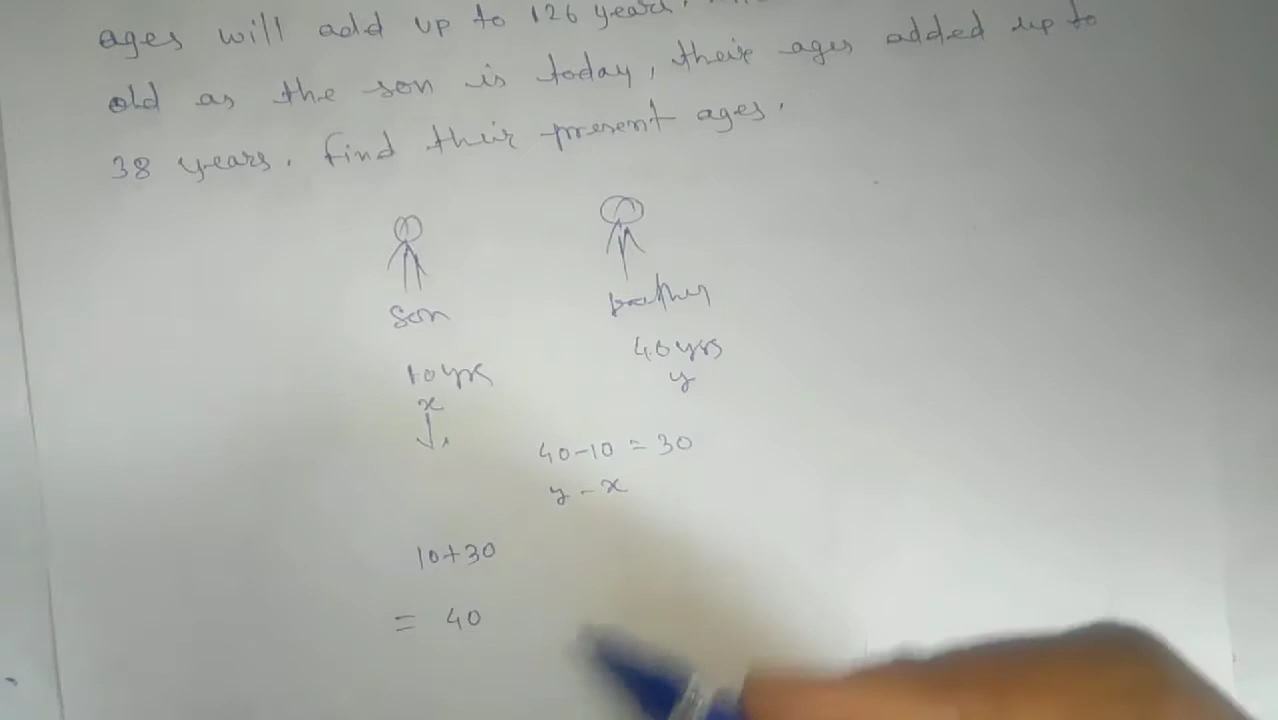 ages will add up to 126 years.
old as the son is today, their ages added up to
38 years. find their present ages.
son father
10 yrs 40 yrs
x y
40-10 = 30
y - x
10+30
= 40